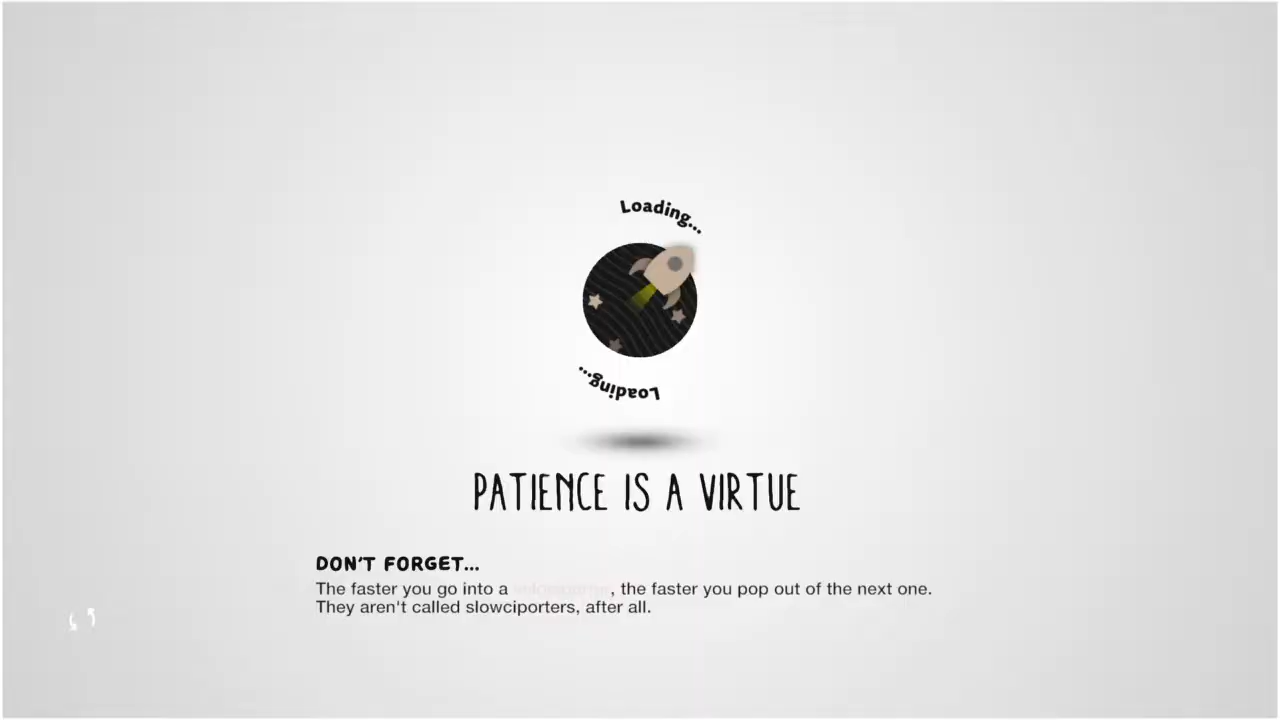 Loading...
Loading...
PATIENCE IS A VIRTUE
DON'T FORGET...
The faster you go into a velociporter, the faster you pop out of the next one.
They aren't called slowciporters, after all.